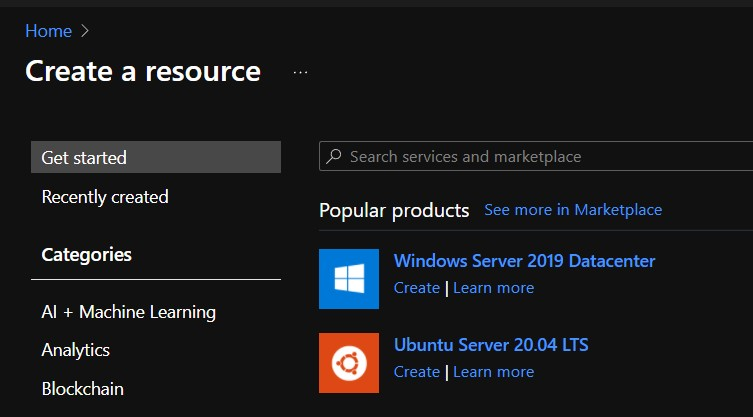 Home >
Create a resource ...
Get started
Recently created
Categories
AI + Machine Learning
Analytics
Blockchain
Search services and marketplace
Popular products See more in Marketplace
Windows Server 2019 Datacenter
Create | Learn more
Ubuntu Server 20.04 LTS
Create | Learn more